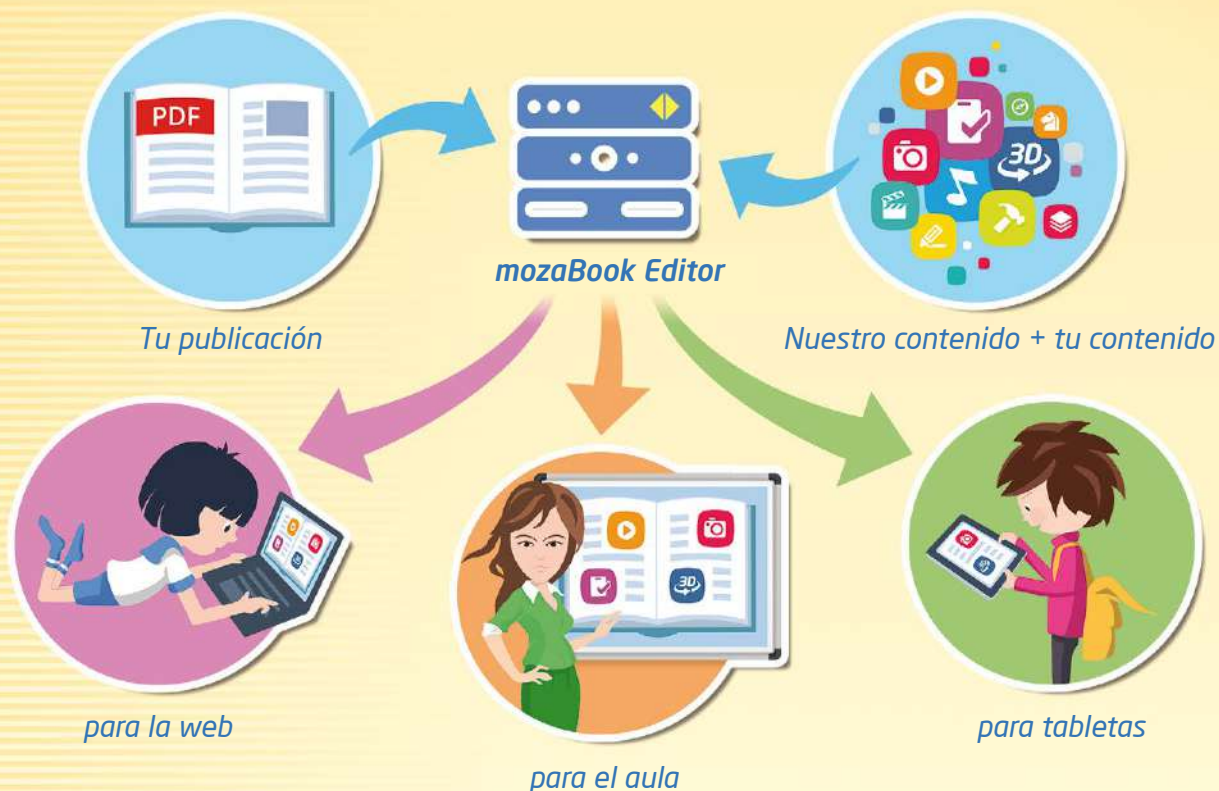 PDF
3D
mozaBook Editor
Tu publicación
Nuestro contenido + tu contenido
3D
para la web
para el aula
para tabletas